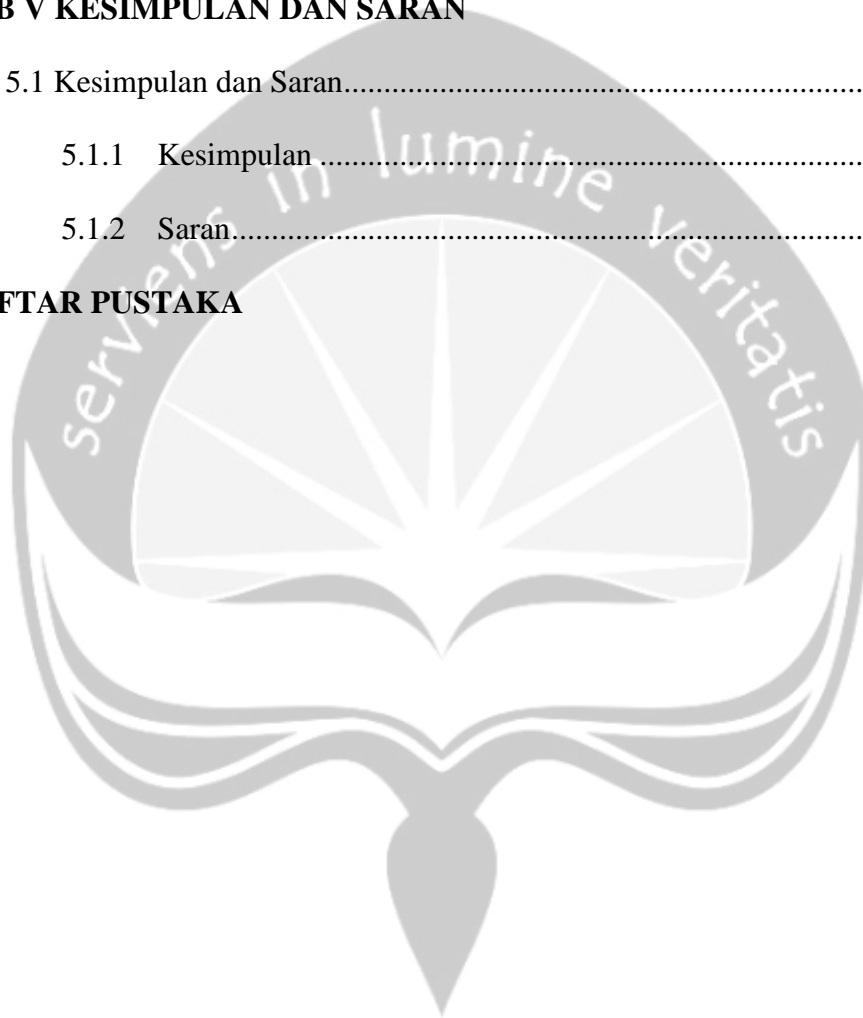 B V KESIMPULAN DAN SARAN
5.1 Kesimpulan dan Saran..................................................................
5.1.1 Kesimpulan ....................................................................
5.1.2 Saran...............................................................................
FTAR PUSTAKA
serviens in lumine veritatis